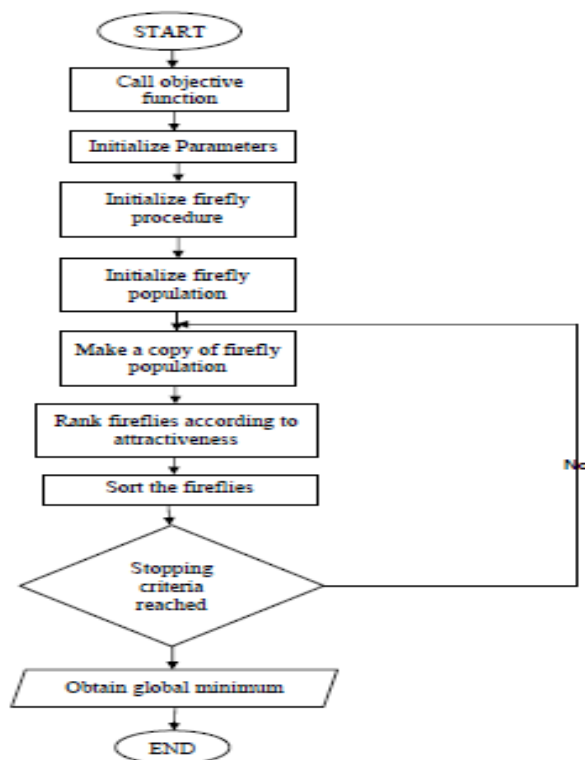 START
Call objective
function
Initialize Parameters
Initialize firefly
procedure
Initialize firefly
population
Make a copy of firefly
population
Rank fireflies according to
attractiveness
Sort the fireflies
No
Stopping
criteria
reached
Obtain global minimum
END